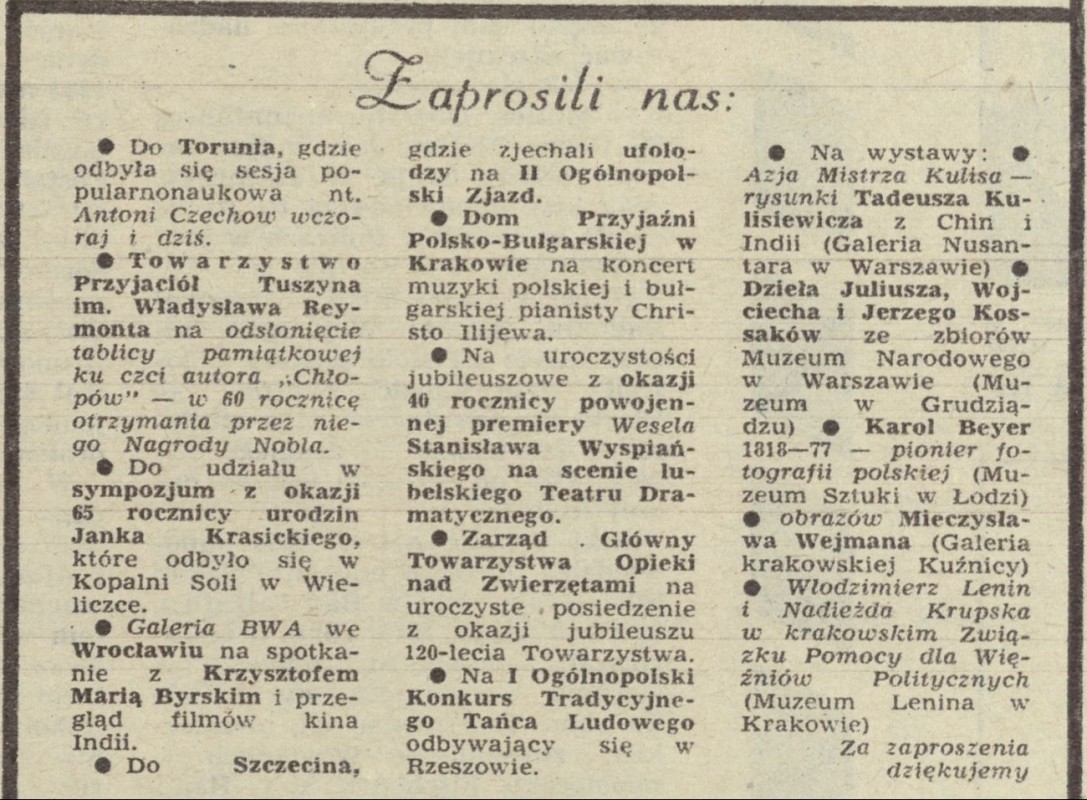 Zaprosili nas:
● Do Torunia, gdzie
odbyła się sesja po-
pularnonaukowa nt.
Antoni Czechow wczo-
raj i dziś.
● Towarzystwo
Przyjaciół Tuszyna
im. Władysława Rey-
monta na odsłonięcie
tablicy pamiątkowej
ku czci autora „Chło-
pów” — w 60 rocznicę
otrzymania przez nie-
go Nagrody Nobla.
● Do udziału w
sympozjum z okazji
65 rocznicy urodzin
Janka Krasickiego,
które odbyło się w
Kopalni Soli w Wie-
liczce.
● Galeria BWA we
Wrocławiu na spotka-
nie z Krzysztofem
Marią Byrskim i prze-
gląd filmów kina
Indii.
● Do Szczecina,
gdzie zjechali ufolo-
dzy na II Ogólnopol-
ski Zjazd.
● Dom Przyjaźni
Polsko-Bułgarskiej w
Krakowie na koncert
muzyki polskiej i buł-
garskiej pianisty Chri-
sto Ilijewa.
● Na uroczystości
jubileuszowe z okazji
40 rocznicy powojen-
nej premiery Wesela
Stanisława Wyspiań-
skiego na scenie lu-
belskiego Teatru Dra-
matycznego.
● Zarząd Główny
Towarzystwa Opieki
nad Zwierzętami na
uroczyste posiedzenie
z okazji jubileuszu
120-lecia Towarzystwa.
● Na I Ogólnopolski
Konkurs Tradycyjne-
go Tańca Ludowego
odbywający się w
Rzeszowie.
● Na wystawy: ●
Azja Mistrza Kulisa —
rysunki Tadeusza Ku-
lisiewicza z Chin i
Indii (Galeria Nusan-
tara w Warszawie) ●
Dzieła Juliusza, Woj-
ciecha i Jerzego Kos-
saków ze zbiorów
Muzeum Narodowego
w Warszawie (Mu-
zeum w Grudzią-
dzu) ● Karol Beyer
1818—77 — pionier fo-
tografii polskiej (Mu-
zeum Sztuki w Łodzi)
● obrazów Mieczysła-
wa Wejmana (Galeria
krakowskiej Kuźnicy)
● Włodzimierz Lenin
i Nadieżda Krupska
w krakowskim Zwią-
zku Pomocy dla Wię-
źniów Politycznych
(Muzeum Lenina w
Krakowie)
Za zaproszenia
dziękujemy